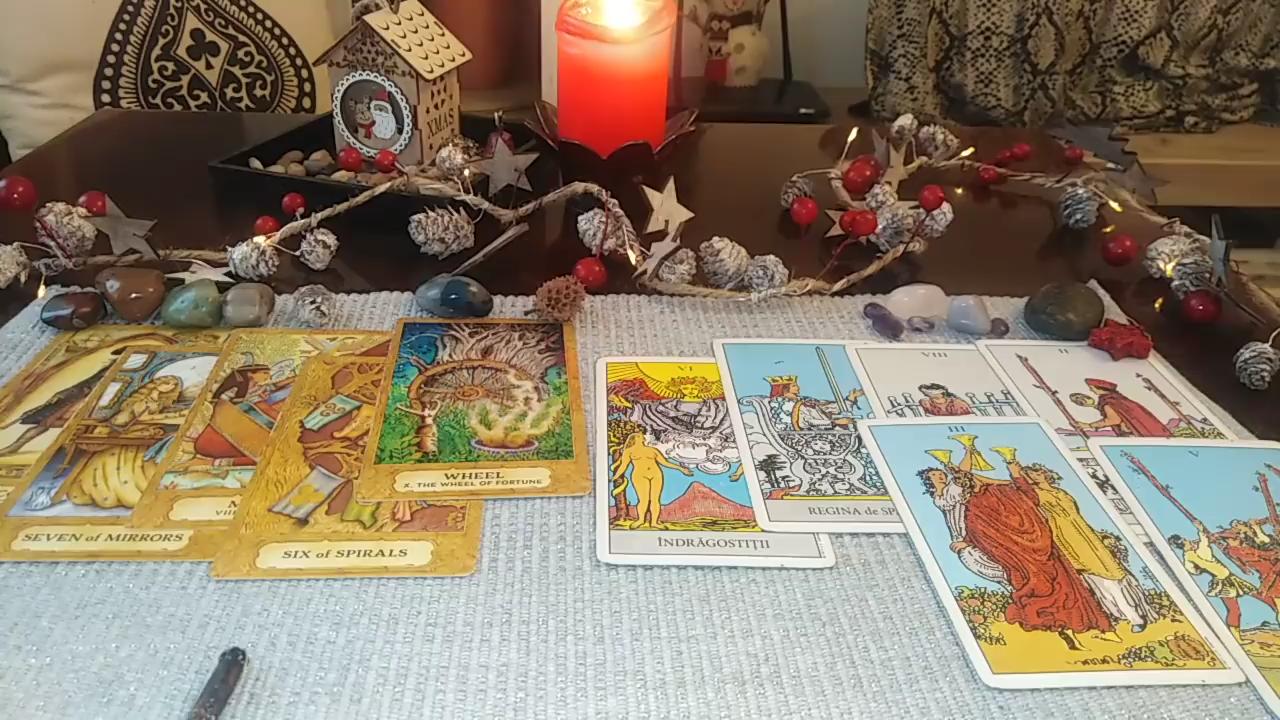 XMAS
SEVEN of MIRRORS
SIX of SPIRALS
WHEEL
X. THE WHEEL OF FORTUNE
VI
ÎNDRĂGOSTIȚII
REGINA de SP
VIII
II
III
V